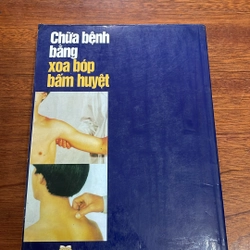 Chữa bệnh
bằng
xoa bóp
bấm huyệt